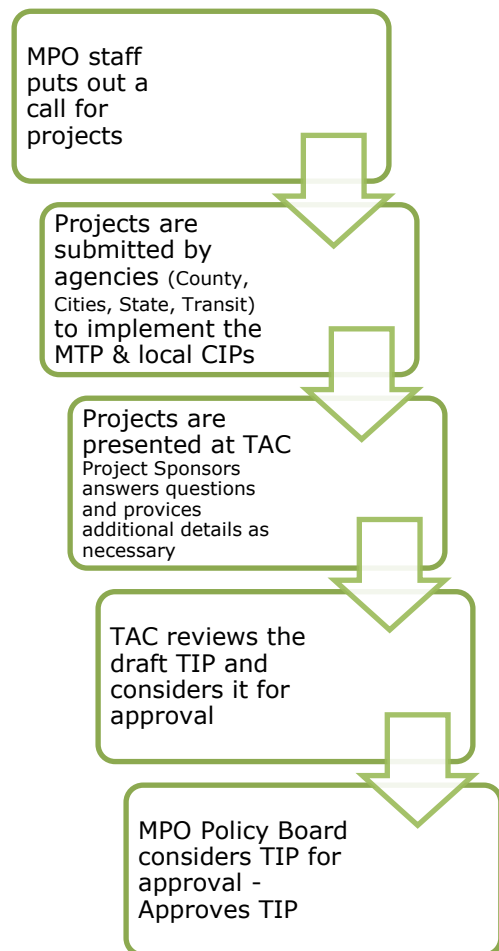 MPO staff
puts out a
call for
projects
Projects are
submitted by
agencies (County,
Cities, State, Transit)
to implement the
MTP & local CIPs
Projects are
presented at TAC
Project Sponsors
answers questions
and provices
additional details as
necessary
TAC reviews the
draft TIP and
considers it for
approval
MPO Policy Board
considers TIP for
approval -
Approves TIP